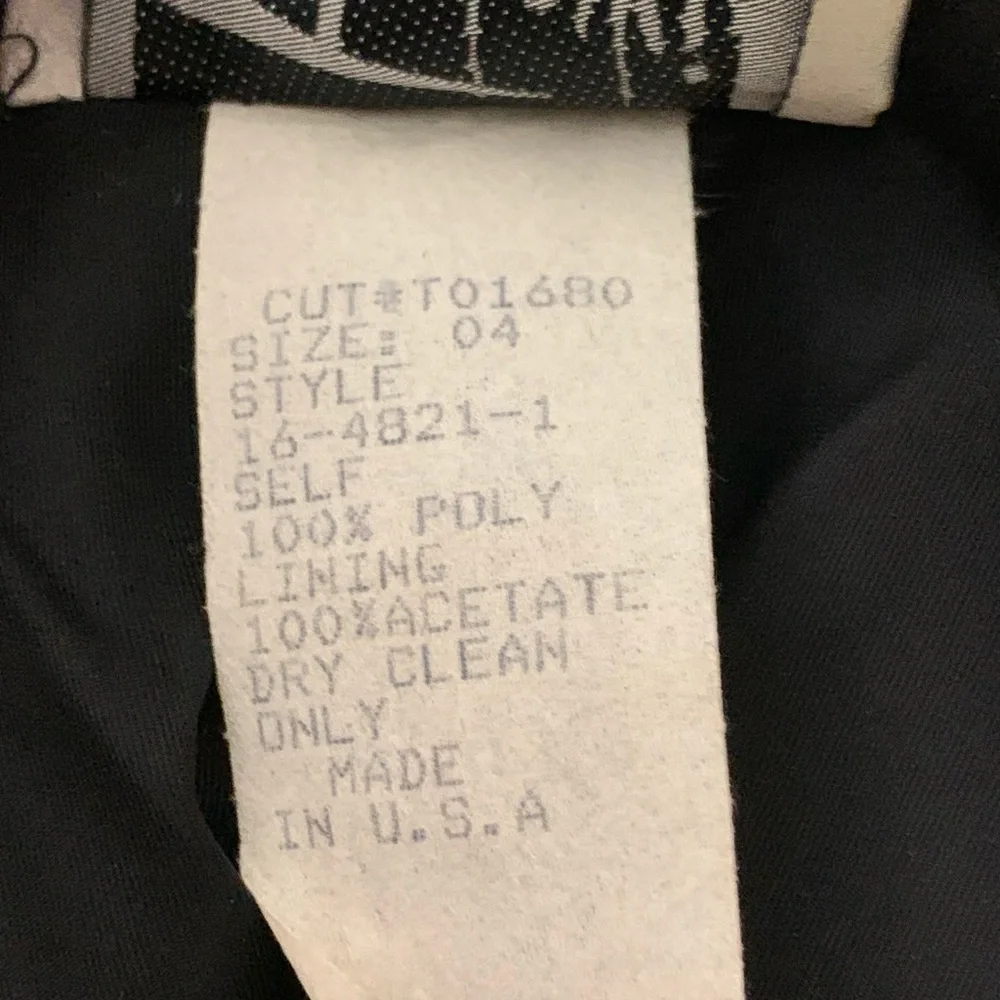 CUT#T01680
SIZE: 04
STYLE
16-4821-1
SELF
100% POLY
LINING
100%ACETATE
DRY CLEAN
ONLY
MADE
IN U.S.A